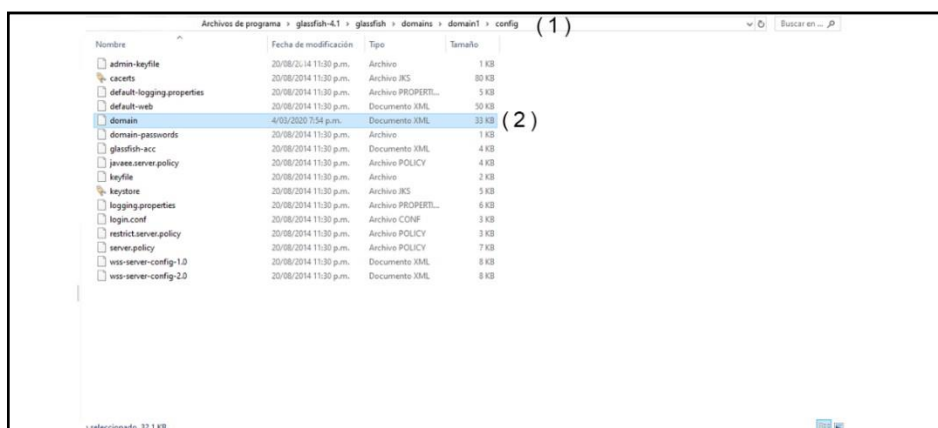 Archivos de programa › glassfish-4.1 › glassfish › domains › domain1 › config (1) Buscar en ...
Nombre Fecha de modificación Tipo Tamaño
admin-keyfile 20/08/2014 11:30 p.m. Archivo 1 KB
cacerts 20/08/2014 11:30 p.m. Archivo JKS 80 KB
default-logging.properties 20/08/2014 11:30 p.m. Archivo PROPERTI... 5 KB
default-web 20/08/2014 11:30 p.m. Documento XML 50 KB
domain 4/03/2020 7:54 p.m. Documento XML 33 KB (2)
domain-passwords 20/08/2014 11:30 p.m. Archivo 1 KB
glassfish-acc 20/08/2014 11:30 p.m. Documento XML 4 KB
javaee.server.policy 20/08/2014 11:30 p.m. Archivo POLICY 4 KB
keyfile 20/08/2014 11:30 p.m. Archivo 2 KB
keystore 20/08/2014 11:30 p.m. Archivo JKS 5 KB
logging.properties 20/08/2014 11:30 p.m. Archivo PROPERTI... 6 KB
login.conf 20/08/2014 11:30 p.m. Archivo CONF 3 KB
restrict.server.policy 20/08/2014 11:30 p.m. Archivo POLICY 3 KB
server.policy 20/08/2014 11:30 p.m. Archivo POLICY 7 KB
wss-server-config-1.0 20/08/2014 11:30 p.m. Documento XML 8 KB
wss-server-config-2.0 20/08/2014 11:30 p.m. Documento XML 8 KB
seleccionado 32.1 KB